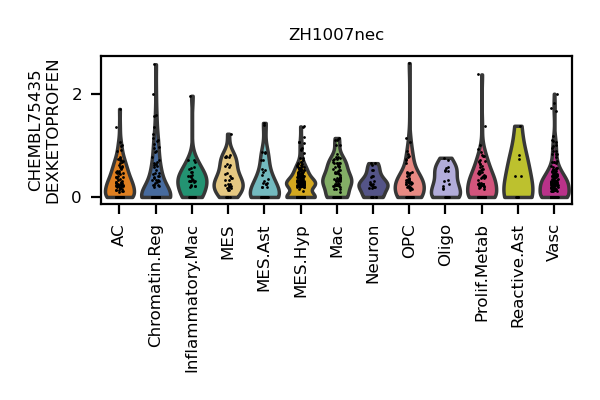 ZH1007nec
CHEMBL75435
DEXKETOPROFEN
2
0
AC
Chromatin.Reg
Inflammatory.Mac
MES
MES.Ast
MES.Hyp
Mac
Neuron
OPC
Oligo
Prolif.Metab
Reactive.Ast
Vasc